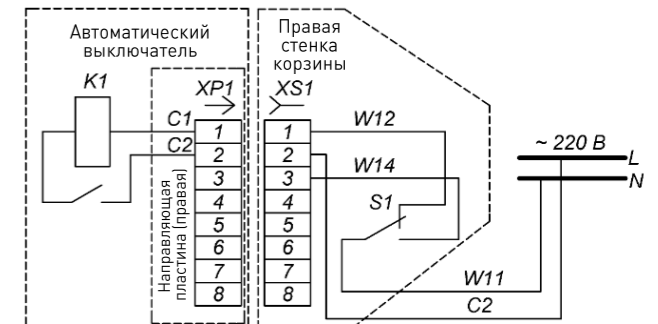 Автоматический
выключатель
K1
C1
C2
XP1
1
2
3
4
5
6
7
8
Направляющая
пластина (правая)
Правая
стенка
корзины
XS1
1
2
3
4
5
6
7
8
W12
W14
S1
W11
C2
~ 220 В
L
N